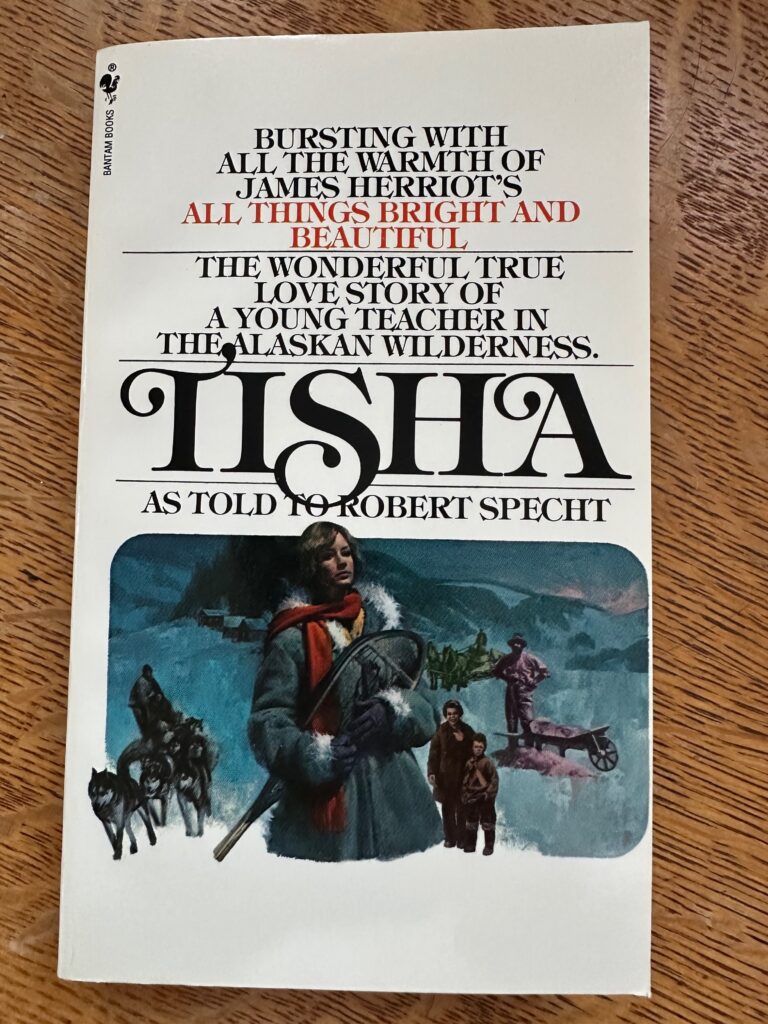 BANTAM BOOKS ®
BURSTING WITH
ALL THE WARMTH OF
JAMES HERRIOT'S
ALL THINGS BRIGHT AND
BEAUTIFUL
THE WONDERFUL TRUE
LOVE STORY OF
A YOUNG TEACHER IN
THE ALASKAN WILDERNESS.
TISHA
AS TOLD TO ROBERT SPECHT